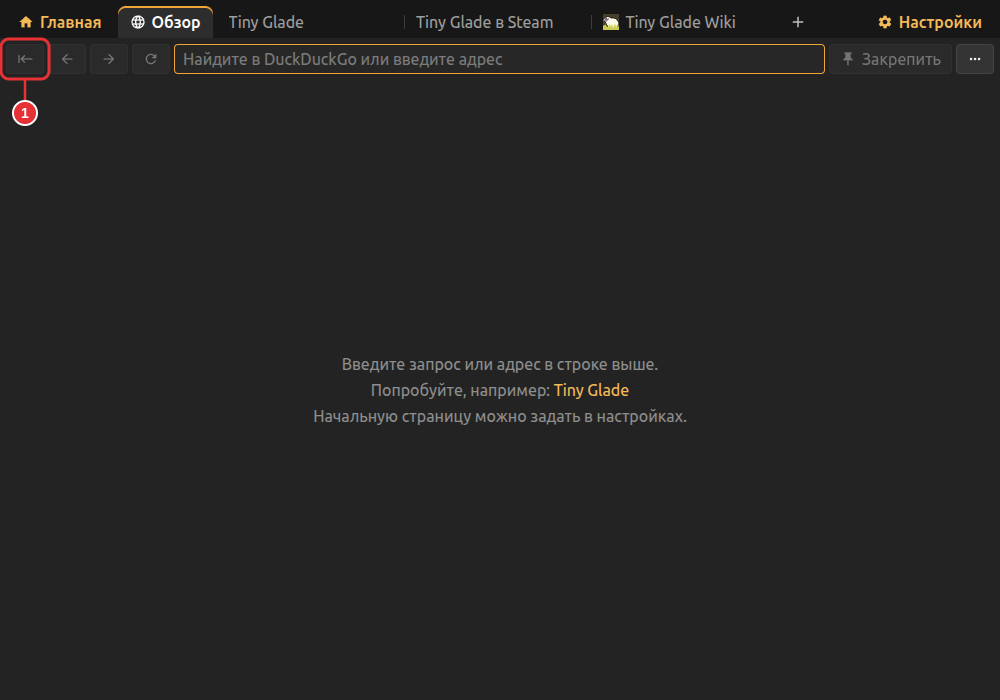 Главная
Обзор
Tiny Glade
Tiny Glade в Steam
Tiny Glade Wiki
Настройки
Найдите в DuckDuckGo или введите адрес
Закрепить
1
Введите запрос или адрес в строке выше.
Попробуйте, например: Tiny Glade
Начальную страницу можно задать в настройках.